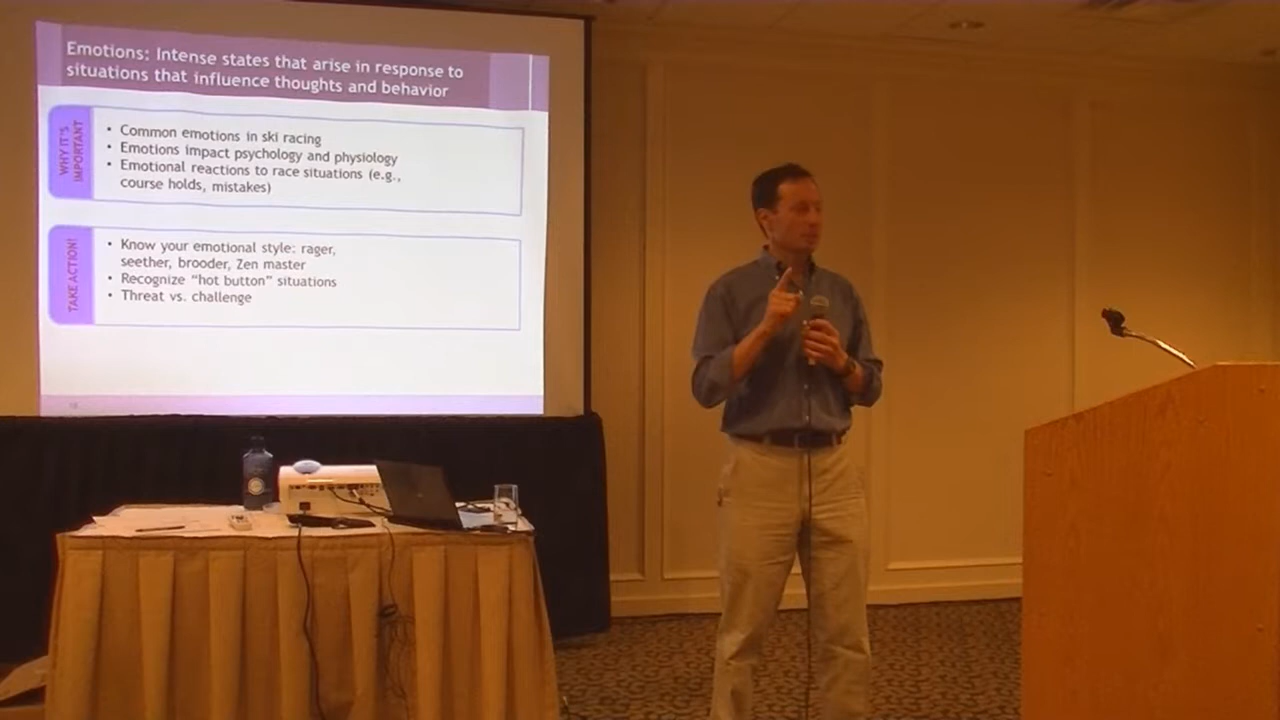 Emotions: Intense states that arise in response to
situations that influence thoughts and behavior
WHY IT'S
IMPORTANT
• Common emotions in ski racing
• Emotions impact psychology and physiology
• Emotional reactions to race situations (e.g.,
course holds, mistakes)
TAKE ACTION!
• Know your emotional style: rager,
seether, brooder, Zen master
• Recognize "hot button" situations
• Threat vs. challenge